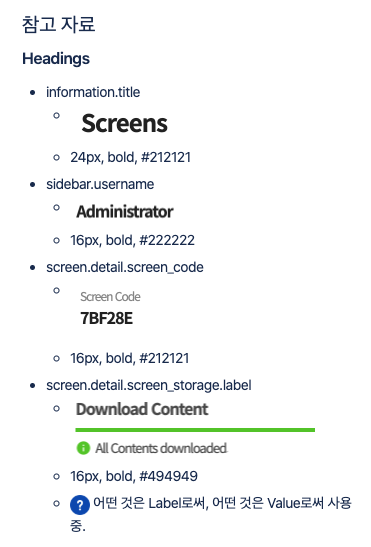 참고 자료
Headings
information.title
Screens
24px, bold, #212121
sidebar.username
Administrator
16px, bold, #222222
screen.detail.screen_code
Screen Code
7BF28E
16px, bold, #212121
screen.detail.screen_storage.label
Download Content
All Contents downloaded
16px, bold, #494949
? 어떤 것은 Label로써, 어떤 것은 Value로써 사용
중.